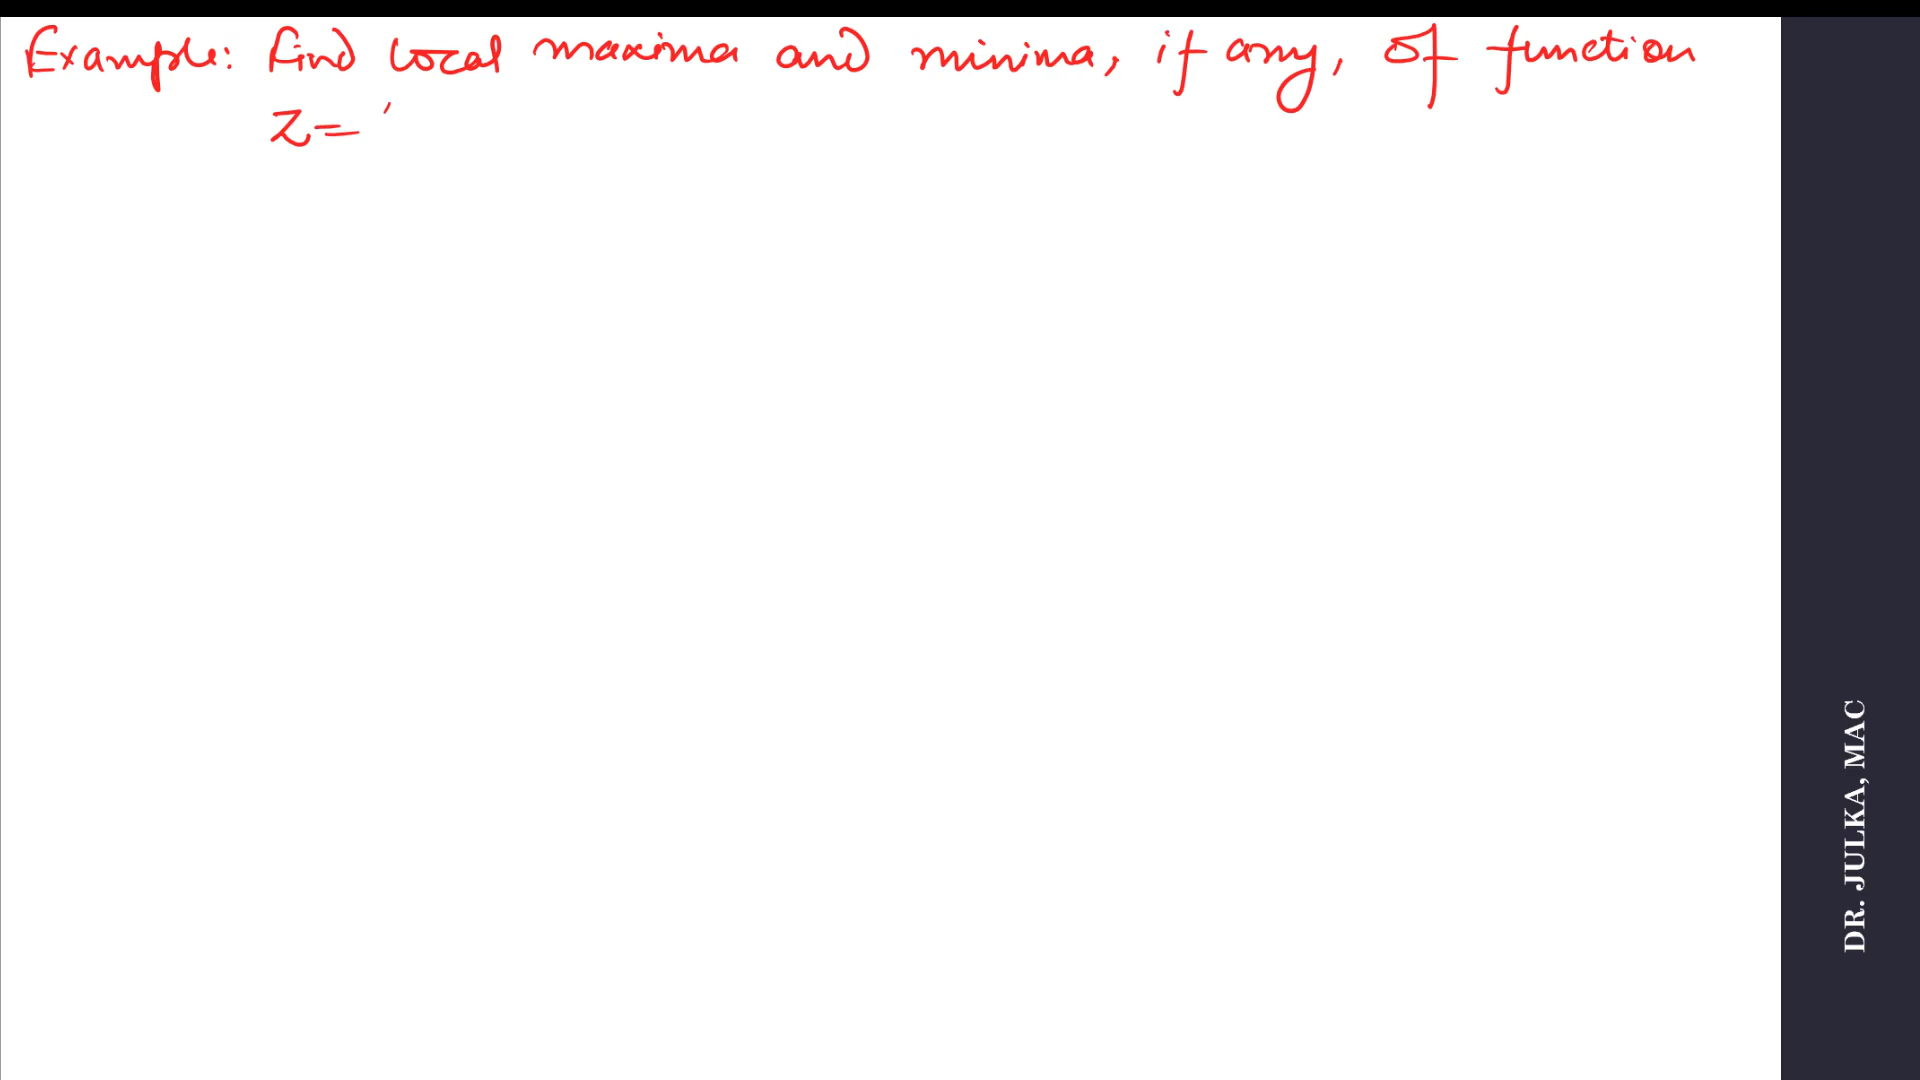 Example: Find local maxima and minima, if any, of function
z=
DR. JULKA, MAC